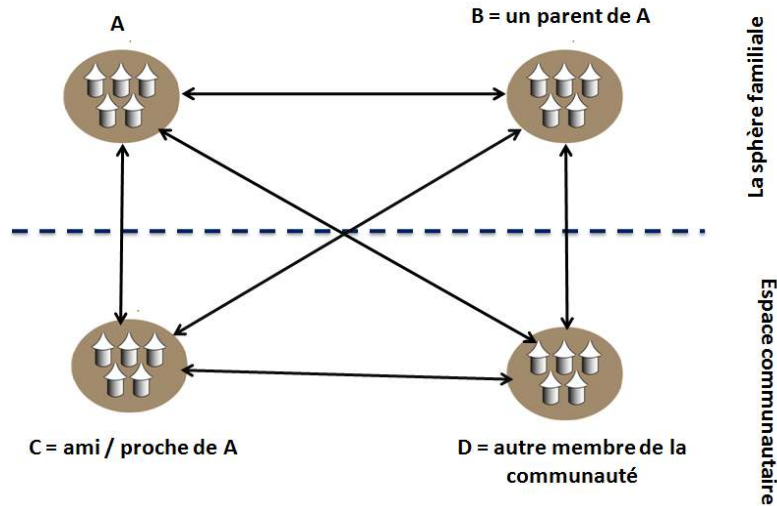 A
B = un parent de A
La sphère familiale
C = ami / proche de A
D = autre membre de la
communauté
Espace communautaire